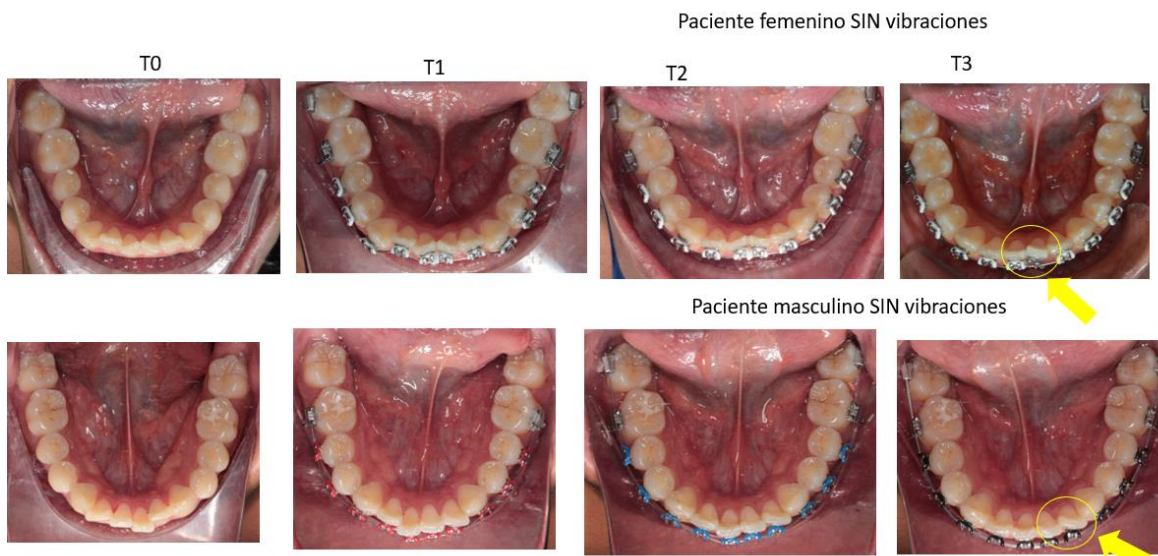 Paciente femenino SIN vibraciones
T0
T1
T2
T3
Paciente masculino SIN vibraciones